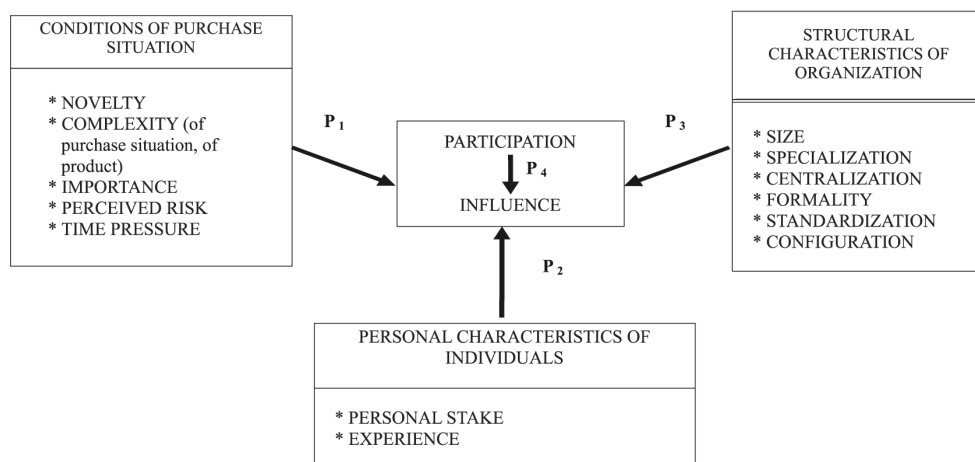 CONDITIONS OF PURCHASE
SITUATION
* NOVELTY
* COMPLEXITY (of
purchase situation, of
product)
* IMPORTANCE
* PERCEIVED RISK
* TIME PRESSURE
P 1
PARTICIPATION
P 4
INFLUENCE
P 3
STRUCTURAL
CHARACTERISTICS OF
ORGANIZATION
* SIZE
* SPECIALIZATION
* CENTRALIZATION
* FORMALITY
* STANDARDIZATION
* CONFIGURATION
P 2
PERSONAL CHARACTERISTICS OF
INDIVIDUALS
* PERSONAL STAKE
* EXPERIENCE